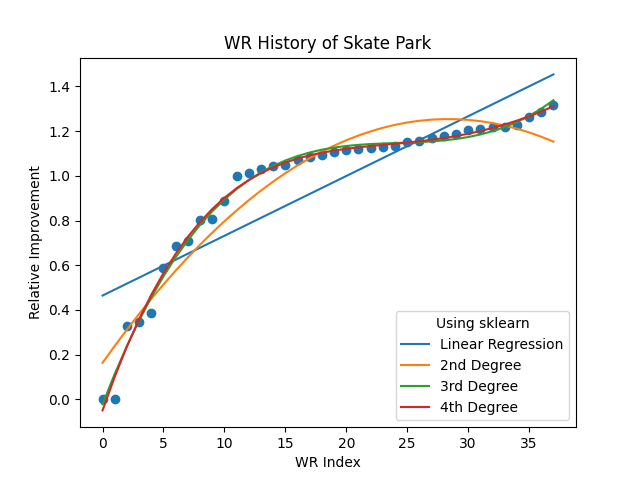 WR History of Skate Park
Relative Improvement
1.4
1.2
1.0
0.8
0.6
0.4
0.2
0.0
Using sklearn
Linear Regression
2nd Degree
3rd Degree
4th Degree
0 5 10 15 20 25 30 35
WR Index